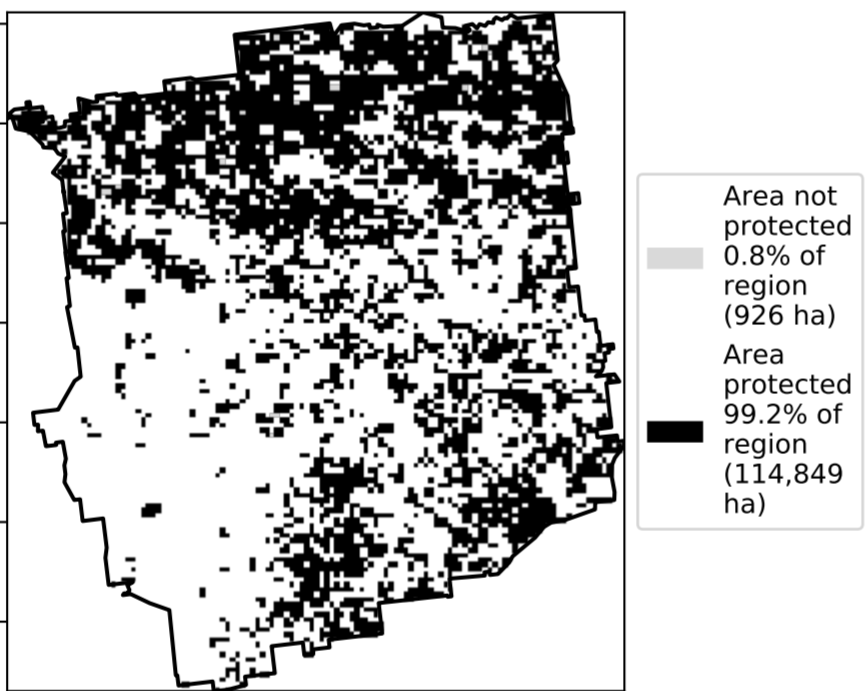 Area not
protected
0.8% of
region
(926 ha)
Area
protected
99.2% of
region
(114,849
ha)